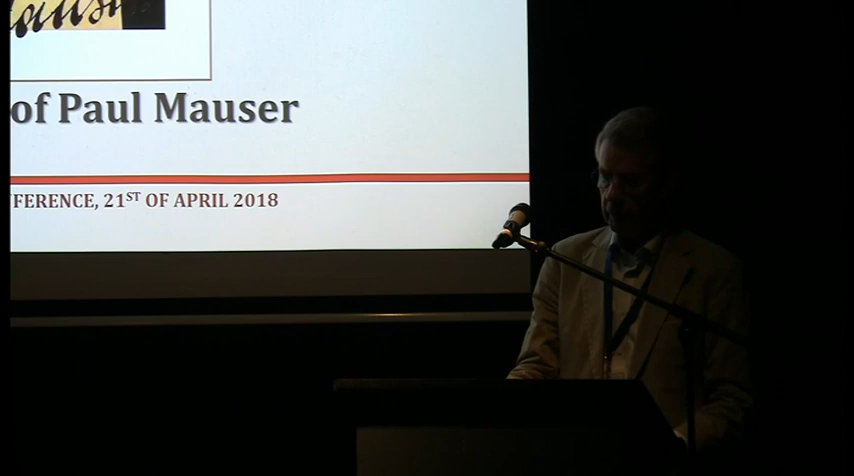 of Paul Mauser
FERENCE, 21ST OF APRIL 2018